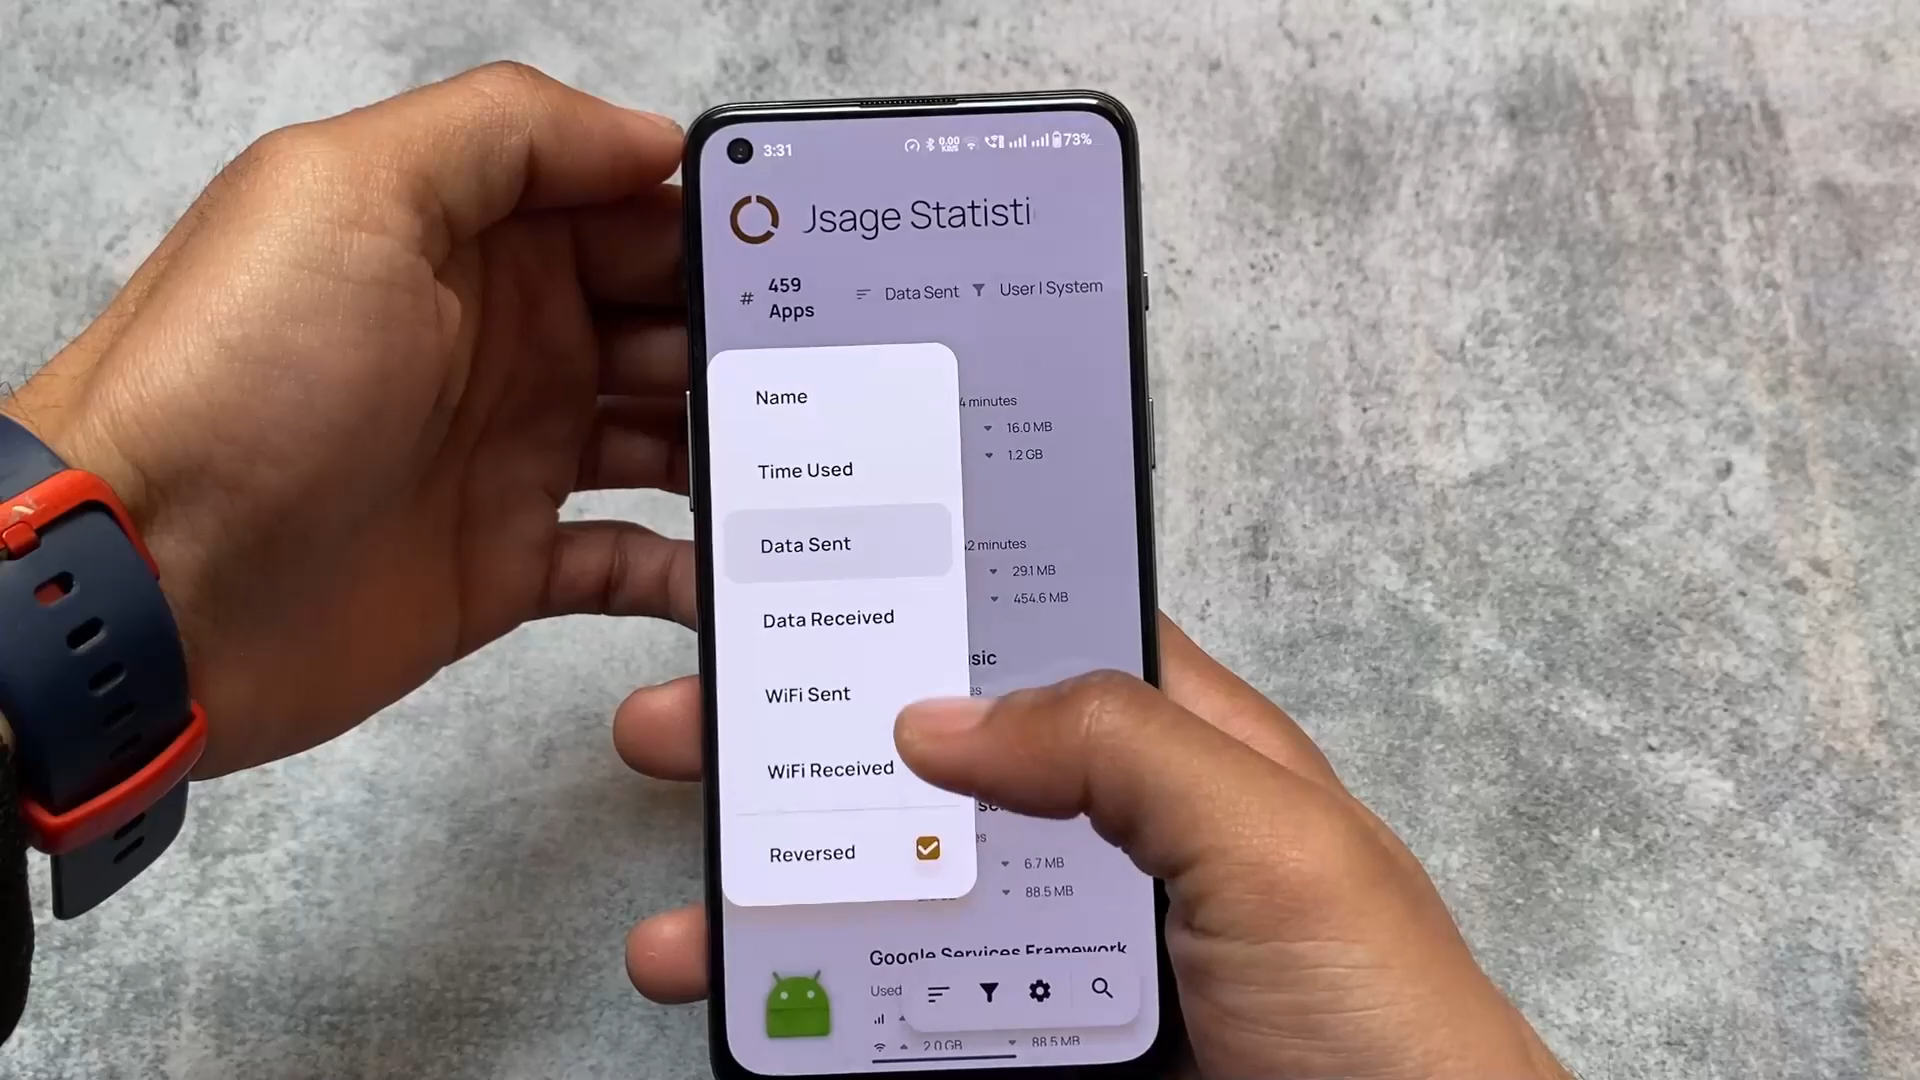 3:31
0.00
KB/S
73%
Jsage Statisti
# 459 Apps
Data Sent
User | System
Name
Time Used
Data Sent
Data Received
WiFi Sent
WiFi Received
Reversed
4 minutes
16.0 MB
1.2 GB
2 minutes
29.1 MB
454.6 MB
sic
es
es
6.7 MB
88.5 MB
Google Services Framework
Used
2.0 GB
88.5 MB